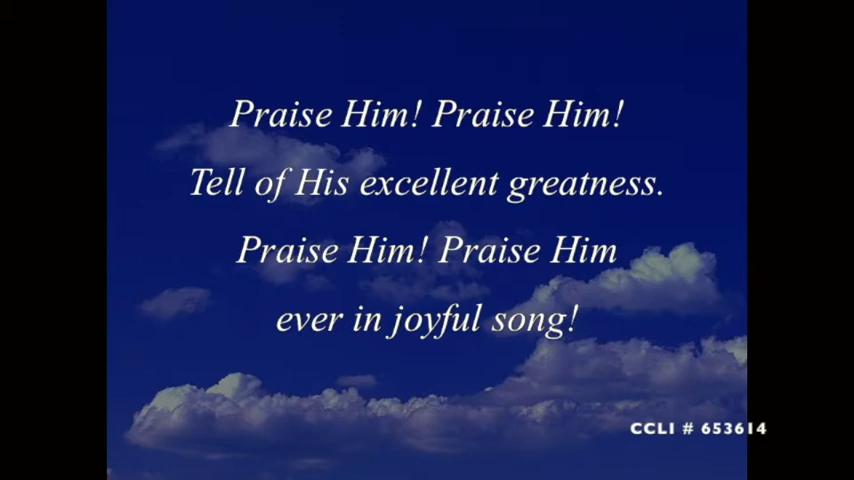 Praise Him! Praise Him!
Tell of His excellent greatness.
Praise Him! Praise Him
ever in joyful song!
CCLI # 653614